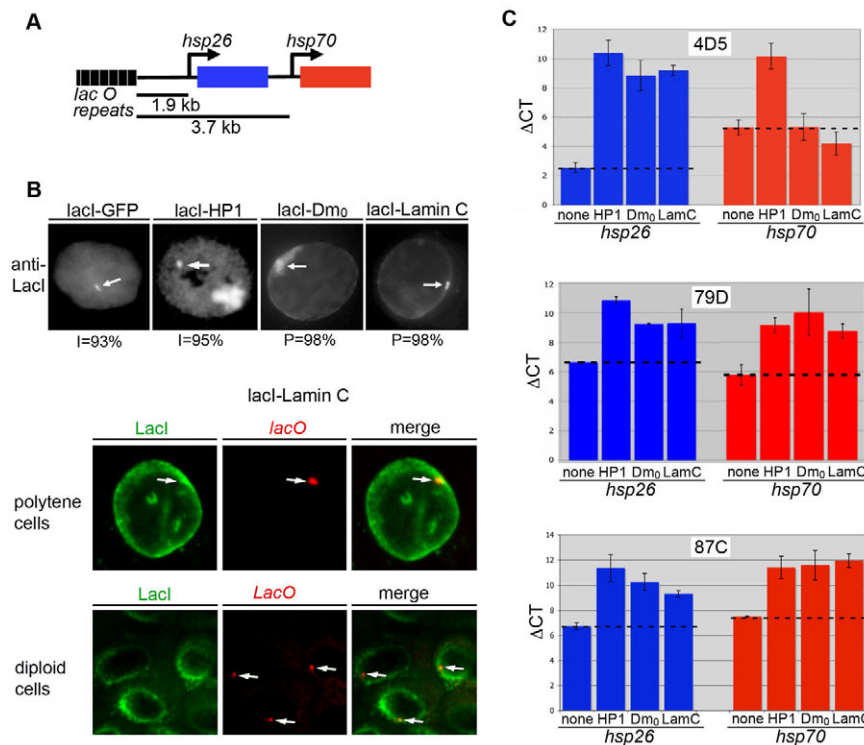 A
hsp26 hsp70
lac O
repeats
1.9 kb
3.7 kb
B
lacI-GFP lacI-HP1 lacI-Dm0 lacI-Lamin C
anti-
LacI
I=93% I=95% P=98% P=98%
lacI-Lamin C
LacI lacO merge
polytene
cells
LacI LacO merge
diploid
cells
C
4D5
ΔCT
12
10
8
6
4
2
0
none HP1 Dm0 LamC none HP1 Dm0 LamC
hsp26 hsp70
79D
ΔCT
12
10
8
6
4
2
0
none HP1 Dm0 LamC none HP1 Dm0 LamC
hsp26 hsp70
87C
ΔCT
14
12
10
8
6
4
2
0
none HP1 Dm0 LamC none HP1 Dm0 LamC
hsp26 hsp70